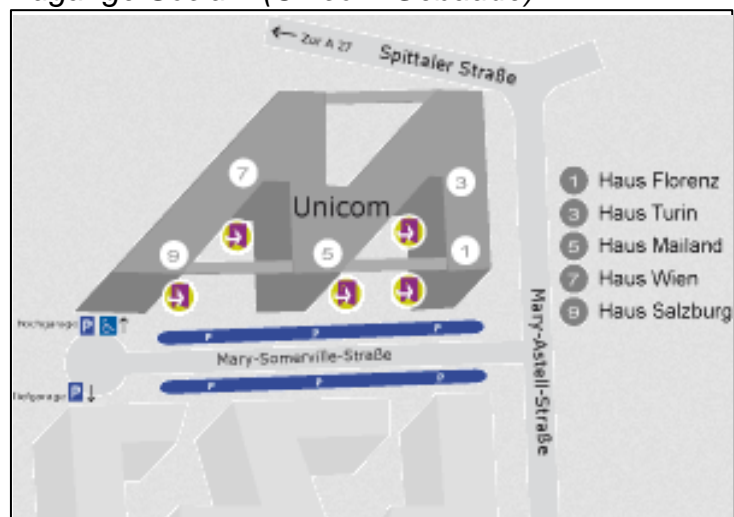 ← Zur A 27
Spittaler Straße
7
3
Unicom
9
5
1
1 Haus Florenz
3 Haus Turin
5 Haus Mailand
7 Haus Wien
9 Haus Salzburg
Hochgarage P ↑
P P P
Mary-Somerville-Straße
Mary-Astell-Straße
Tiefgarage P ↓
P P P